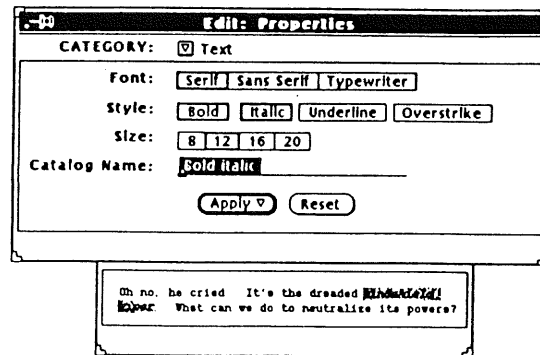 Edit: Properties
CATEGORY: Text
Font: Serif Sans Serif Typewriter
Style: Bold Italic Underline Overstrike
Size: 8 12 16 20
Catalog Name: Bold Italic
Apply Reset
Oh no, he cried It's the dreaded
What can we do to neutralize its powers?